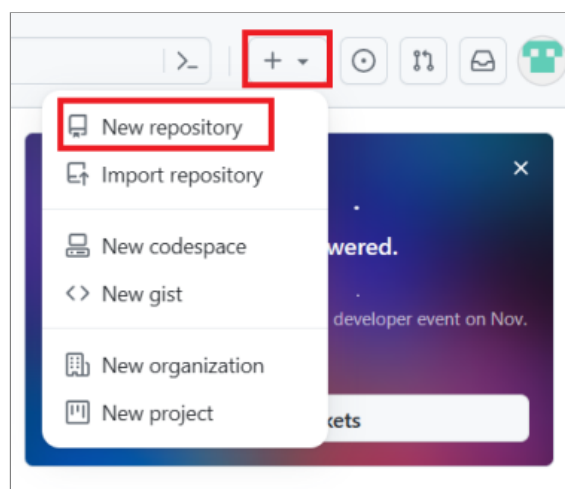 New repository
Import repository
New codespace
wered.
New gist
developer event on Nov.
New organization
New project
kets